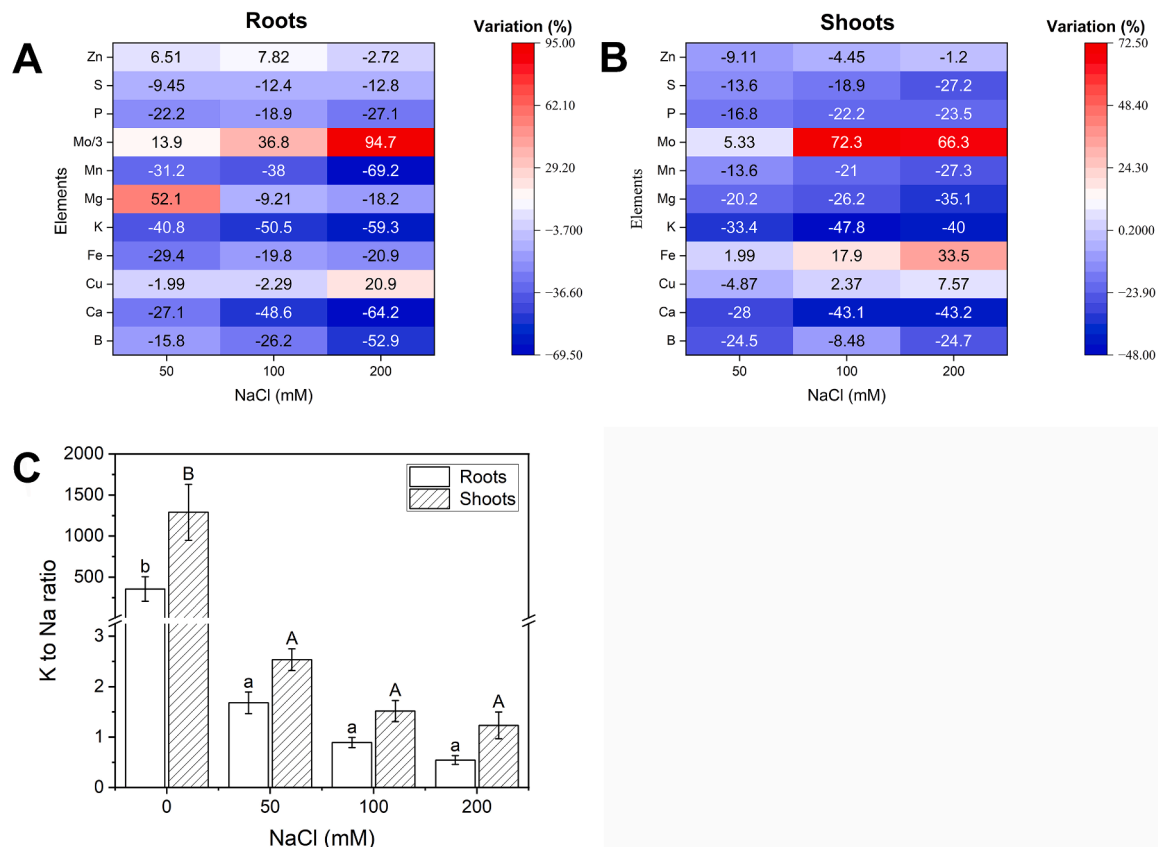 A
Roots
Variation (%)
Zn 6.51 7.82 -2.72
S -9.45 -12.4 -12.8
P -22.2 -18.9 -27.1
Mo/3 13.9 36.8 94.7
Mn -31.2 -38 -69.2
Mg 52.1 -9.21 -18.2
K -40.8 -50.5 -59.3
Fe -29.4 -19.8 -20.9
Cu -1.99 -2.29 20.9
Ca -27.1 -48.6 -64.2
B -15.8 -26.2 -52.9
Elements
50 100 200
NaCl (mM)
95.00
62.10
29.20
−3.700
−36.60
−69.50
B
Shoots
Variation (%)
Zn -9.11 -4.45 -1.2
S -13.6 -18.9 -27.2
P -16.8 -22.2 -23.5
Mo 5.33 72.3 66.3
Mn -13.6 -21 -27.3
Mg -20.2 -26.2 -35.1
K -33.4 -47.8 -40
Fe 1.99 17.9 33.5
Cu -4.87 2.37 7.57
Ca -28 -43.1 -43.2
B -24.5 -8.48 -24.7
Elements
50 100 200
NaCl (mM)
72.50
48.40
24.30
0.2000
−23.90
−48.00
C
Roots
Shoots
K to Na ratio
2000
1500
1000
500
3
2
1
0
b B
a A
a A
a A
0 50 100 200
NaCl (mM)